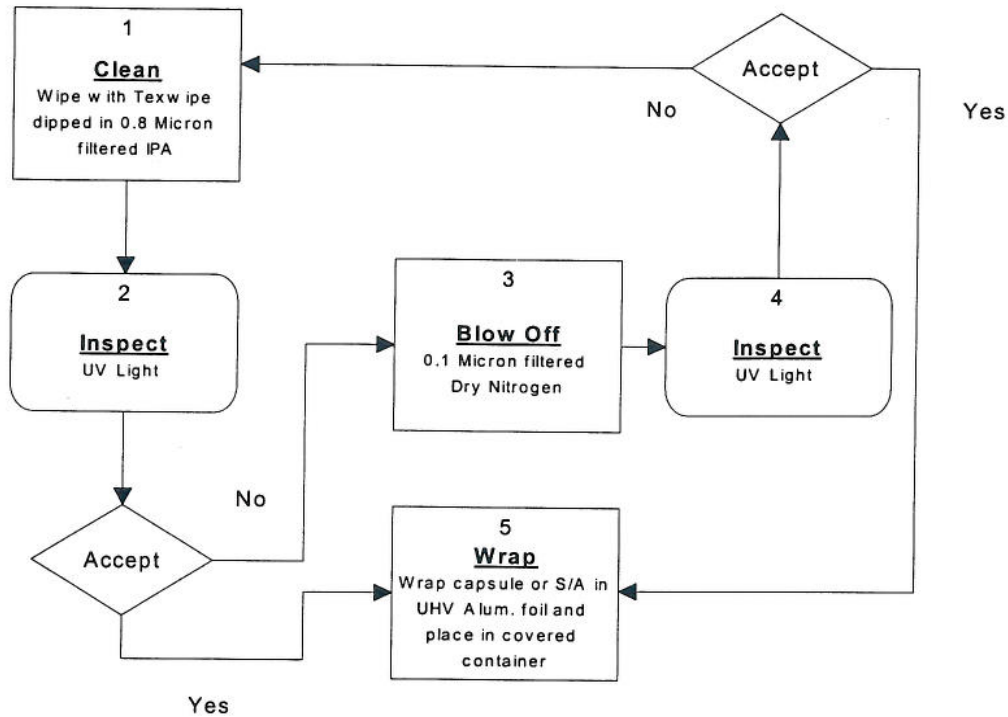 1
Clean
Wipe with Texwipe
dipped in 0.8 Micron
filtered IPA
Accept
No
Yes
2
Inspect
UV Light
3
Blow Off
0.1 Micron filtered
Dry Nitrogen
4
Inspect
UV Light
No
Accept
5
Wrap
Wrap capsule or S/A in
UHV Alum. foil and
place in covered
container
Yes